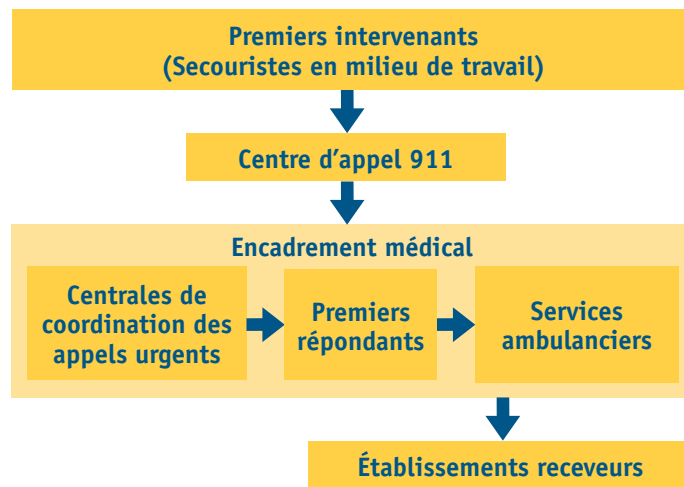 Premiers intervenants
(Secouristes en milieu de travail)
Centre d’appel 911
Encadrement médical
Centrales de
coordination des
appels urgents
Premiers
répondants
Services
ambulanciers
Établissements receveurs